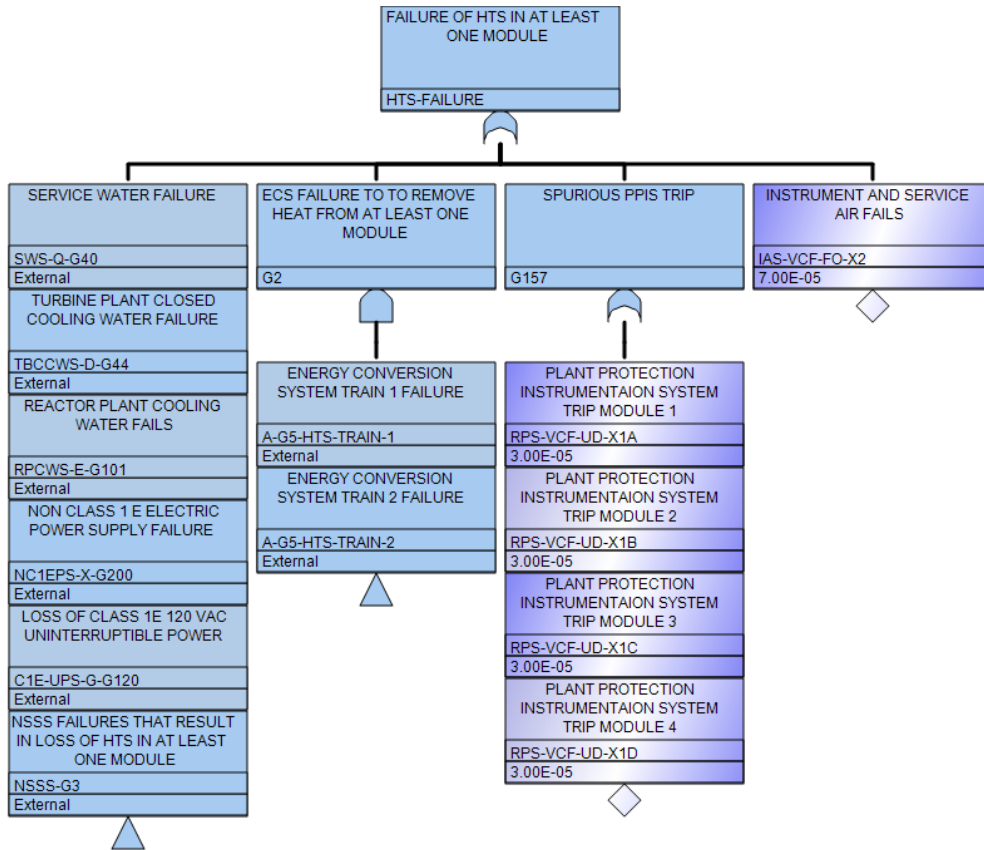 FAILURE OF HTS IN AT LEAST
ONE MODULE
HTS-FAILURE
SERVICE WATER FAILURE
SWS-Q-G40
External
TURBINE PLANT CLOSED
COOLING WATER FAILURE
TBCCWS-D-G44
External
REACTOR PLANT COOLING
WATER FAILS
RPCWS-E-G101
External
NON CLASS 1 E ELECTRIC
POWER SUPPLY FAILURE
NC1EPS-X-G200
External
LOSS OF CLASS 1E 120 VAC
UNINTERRUPTIBLE POWER
C1E-UPS-G-G120
External
NSSS FAILURES THAT RESULT
IN LOSS OF HTS IN AT LEAST
ONE MODULE
NSSS-G3
External
ECS FAILURE TO TO REMOVE
HEAT FROM AT LEAST ONE
MODULE
G2
ENERGY CONVERSION
SYSTEM TRAIN 1 FAILURE
A-G5-HTS-TRAIN-1
External
ENERGY CONVERSION
SYSTEM TRAIN 2 FAILURE
A-G5-HTS-TRAIN-2
External
SPURIOUS PPIS TRIP
G157
PLANT PROTECTION
INSTRUMENTAION SYSTEM
TRIP MODULE 1
RPS-VCF-UD-X1A
3.00E-05
PLANT PROTECTION
INSTRUMENTAION SYSTEM
TRIP MODULE 2
RPS-VCF-UD-X1B
3.00E-05
PLANT PROTECTION
INSTRUMENTAION SYSTEM
TRIP MODULE 3
RPS-VCF-UD-X1C
3.00E-05
PLANT PROTECTION
INSTRUMENTAION SYSTEM
TRIP MODULE 4
RPS-VCF-UD-X1D
3.00E-05
INSTRUMENT AND SERVICE
AIR FAILS
IAS-VCF-FO-X2
7.00E-05